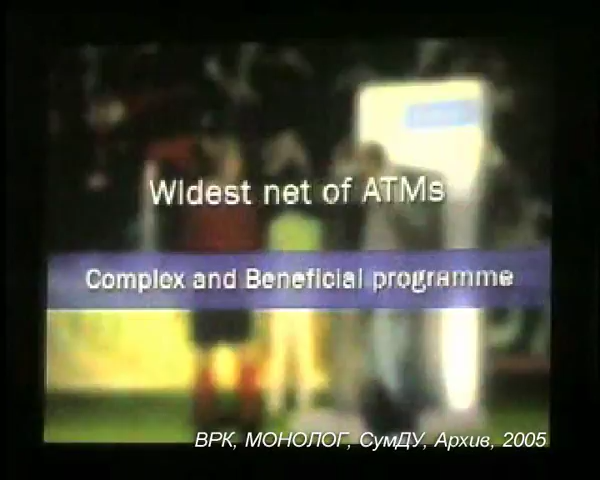 Widest net of ATMs
Complex and Beneficial programme
ВРК, МОНОЛОГ, СумДУ, Архив, 2005